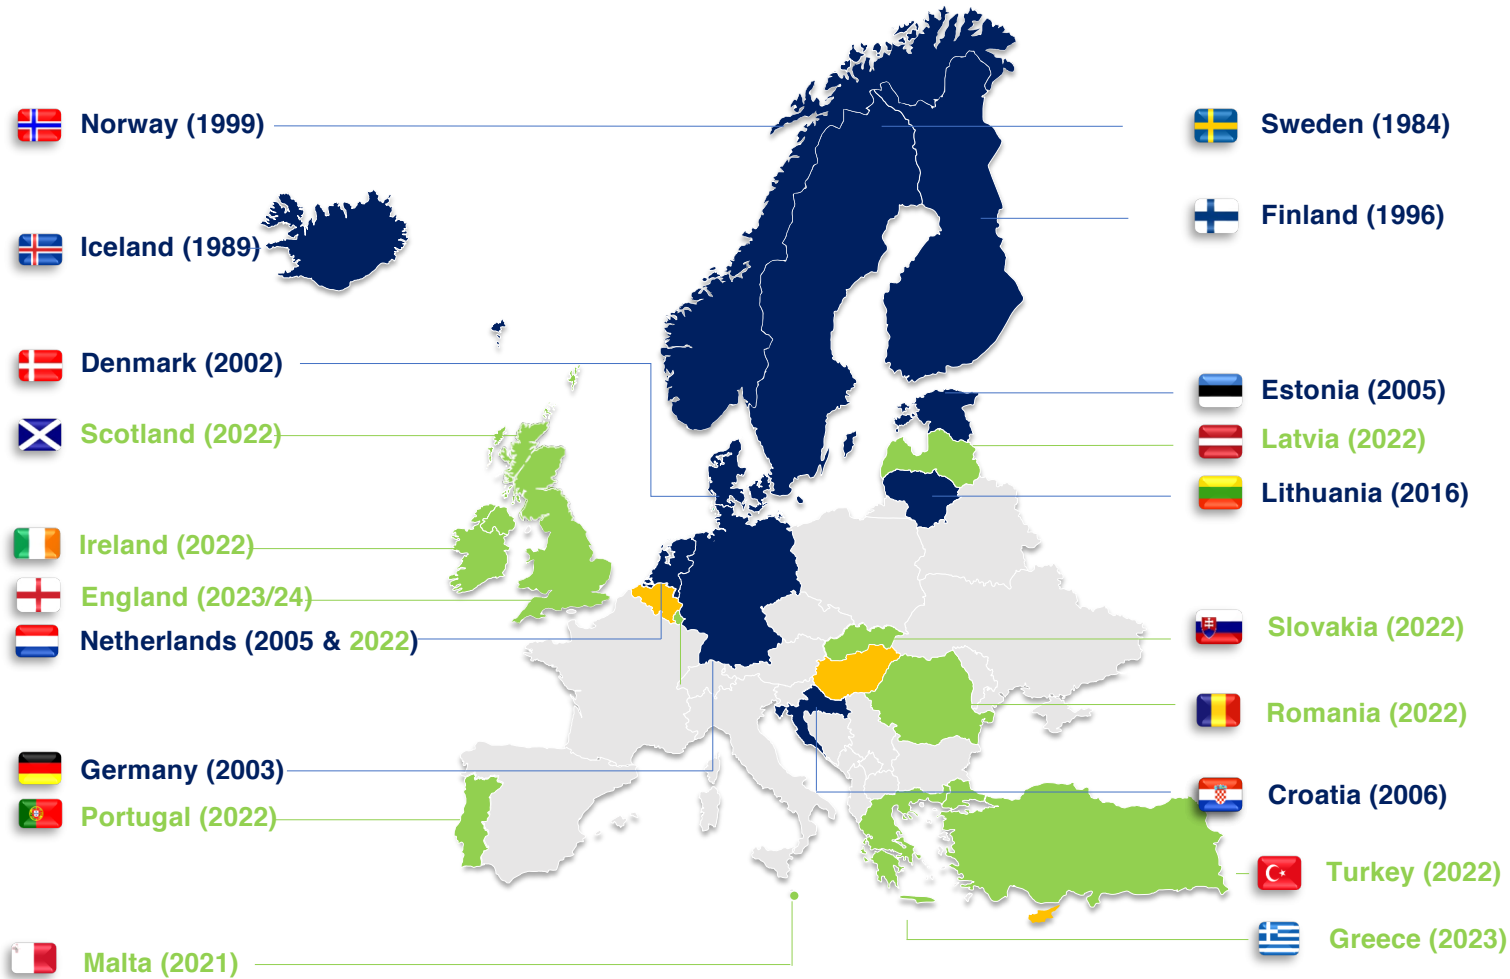 Norway (1999)
Sweden (1984)
Finland (1996)
Iceland (1989)
Denmark (2002)
Estonia (2005)
Scotland (2022)
Latvia (2022)
Lithuania (2016)
Ireland (2022)
England (2023/24)
Slovakia (2022)
Netherlands (2005 & 2022)
Romania (2022)
Germany (2003)
Croatia (2006)
Portugal (2022)
Turkey (2022)
Greece (2023)
Malta (2021)